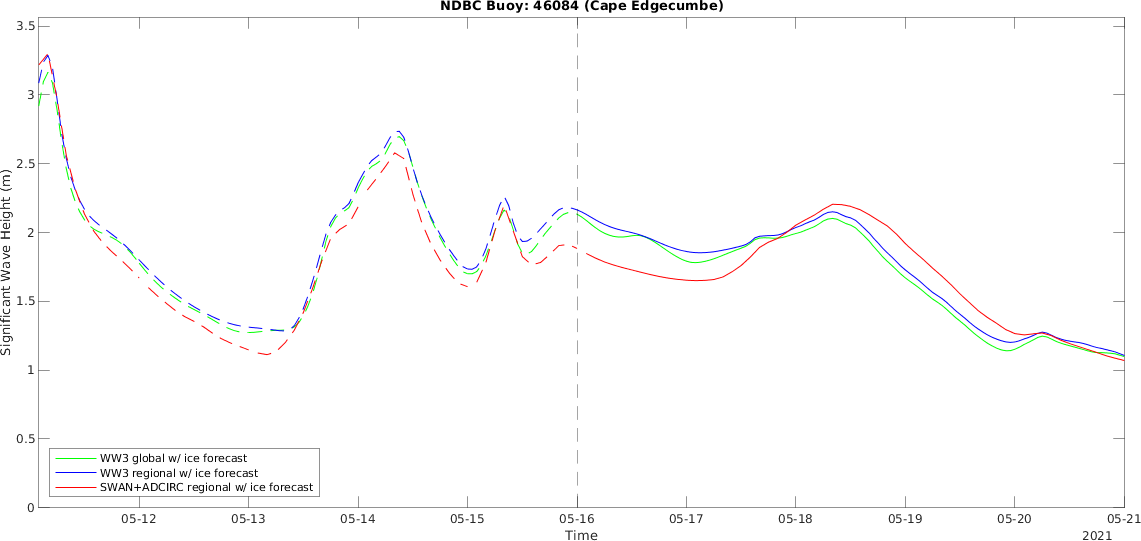 NDBC Buoy: 46084 (Cape Edgecumbe)
3.5
3
2.5
2
1.5
1
0.5
0
Significant Wave Height (m)
WW3 global w/ ice forecast
WW3 regional w/ ice forecast
SWAN+ADCIRC regional w/ ice forecast
05-12 05-13 05-14 05-15 05-16 05-17 05-18 05-19 05-20 05-21
Time
2021